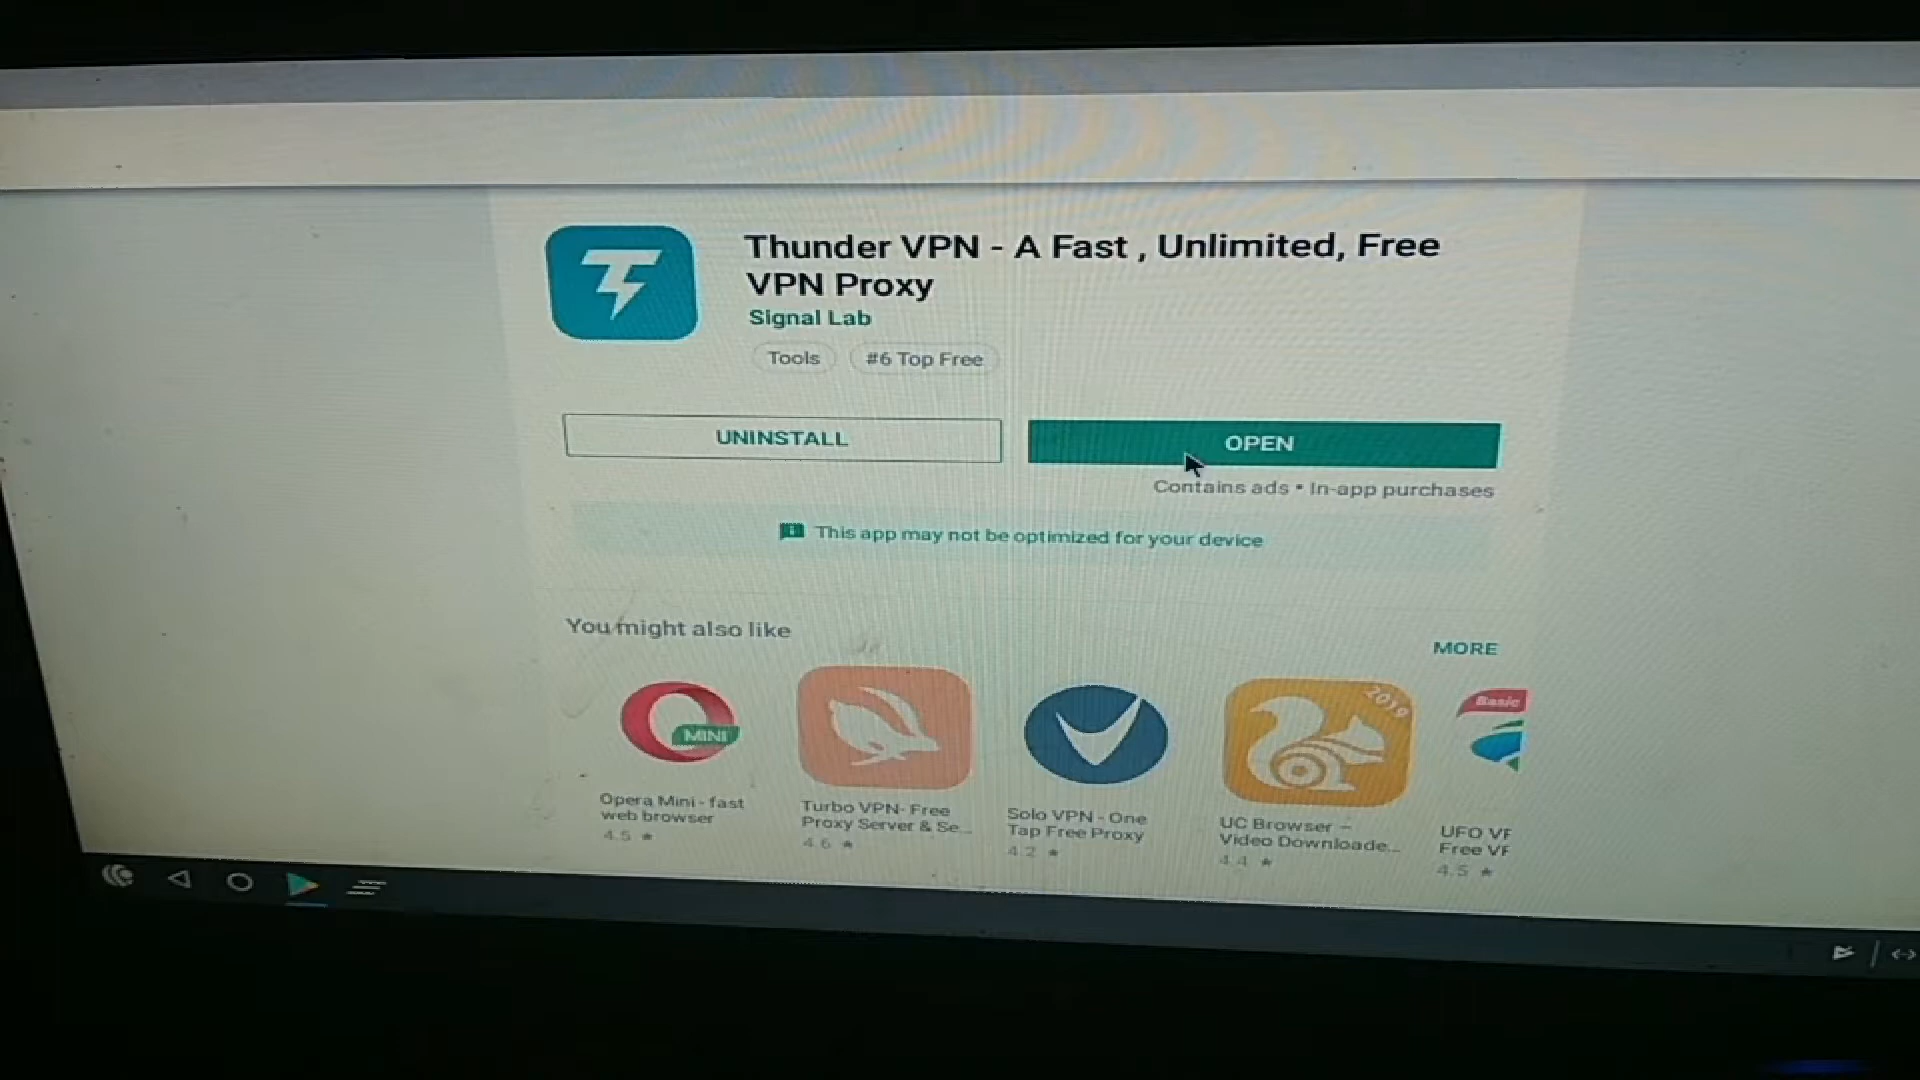 Thunder VPN - A Fast , Unlimited, Free
VPN Proxy
Signal Lab
Tools
#6 Top Free
UNINSTALL
OPEN
Contains ads • In-app purchases
This app may not be optimized for your device
You might also like
MORE
MINI
2019
Basic
Opera Mini - fast
web browser
4.5 ★
Turbo VPN- Free
Proxy Server & Se...
4.6 ★
Solo VPN - One
Tap Free Proxy
4.2 ★
UC Browser –
Video Downloade...
4.4 ★
UFO VP
Free VP
4.5 ★